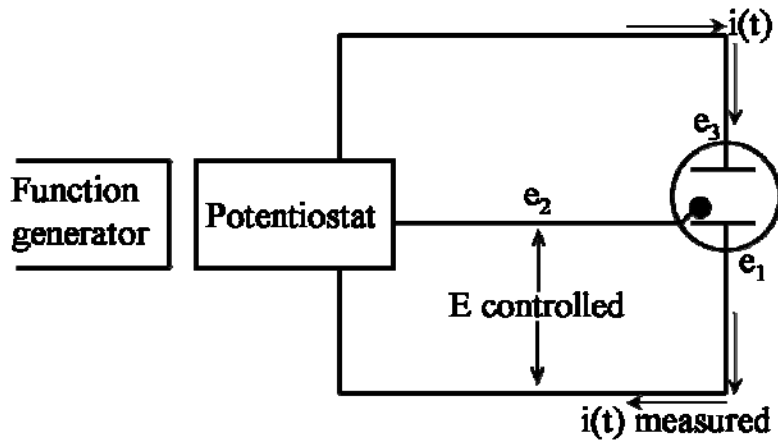 i(t)
e₃
Function
generator
Potentiostat
e₂
e₁
E controlled
i(t) measured